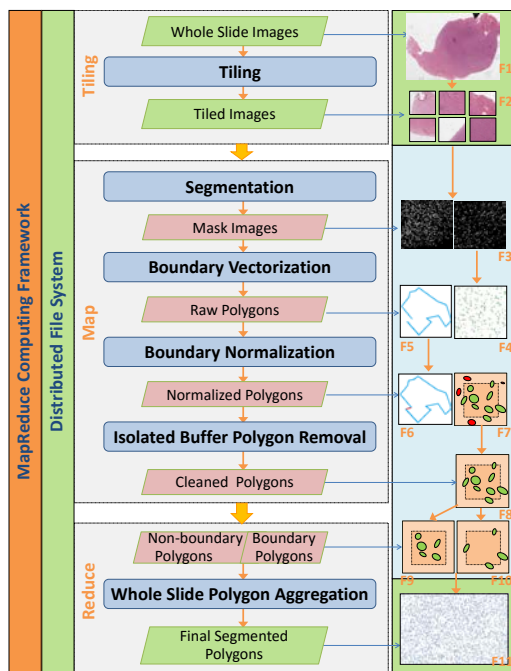 MapReduce Computing Framework
Distributed File System
Tiling
Whole Slide Images
Tiling
Tiled Images
F1
F2
Map
Segmentation
Mask Images
Boundary Vectorization
Raw Polygons
Boundary Normalization
Normalized Polygons
Isolated Buffer Polygon Removal
Cleaned Polygons
F3
F5
F4
F6
F7
F8
Reduce
Non-boundary
Polygons
Boundary
Polygons
Whole Slide Polygon Aggregation
Final Segmented
Polygons
F9
F10
F11